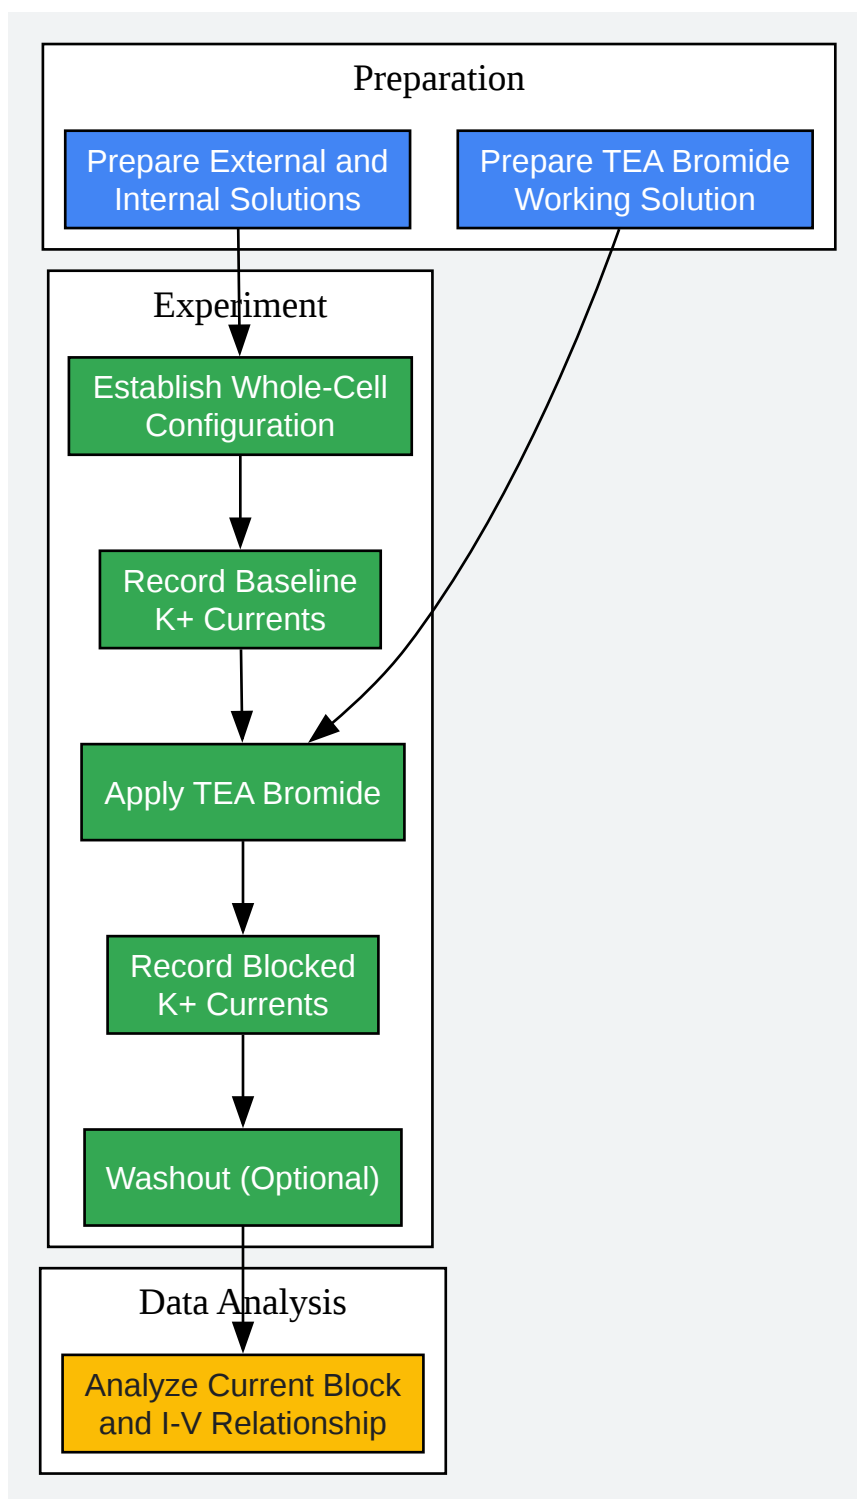 Preparation
Prepare External and
Internal Solutions
Prepare TEA Bromide
Working Solution
Experiment
Establish Whole-Cell
Configuration
Record Baseline
K+ Currents
Apply TEA Bromide
Record Blocked
K+ Currents
Washout (Optional)
Data Analysis
Analyze Current Block
and I-V Relationship